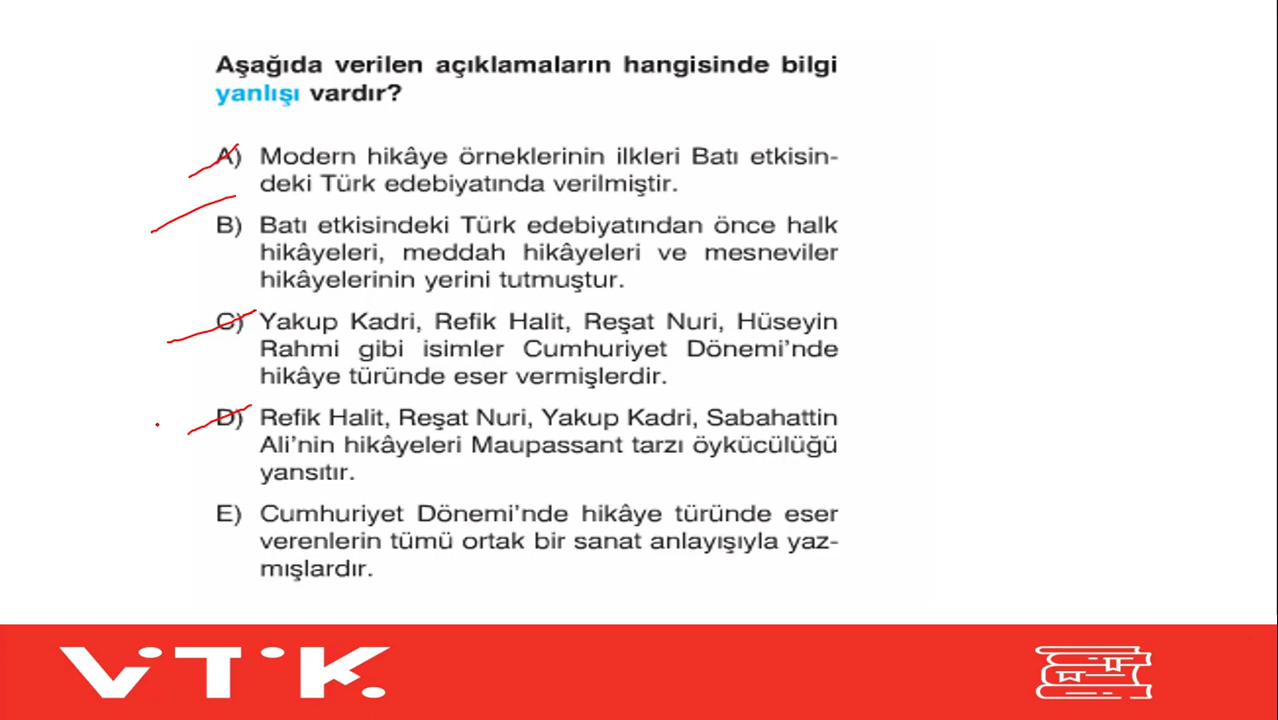 Aşağıda verilen açıklamaların hangisinde bilgi
yanlışı vardır?
A) Modern hikâye örneklerinin ilkleri Batı etkisin-
deki Türk edebiyatında verilmiştir.
B) Batı etkisindeki Türk edebiyatından önce halk
hikâyeleri, meddah hikâyeleri ve mesneviler
hikâyelerinin yerini tutmuştur.
C) Yakup Kadri, Refik Halit, Reşat Nuri, Hüseyin
Rahmi gibi isimler Cumhuriyet Dönemi’nde
hikâye türünde eser vermişlerdir.
D) Refik Halit, Reşat Nuri, Yakup Kadri, Sabahattin
Ali’nin hikâyeleri Maupassant tarzı öykücülüğü
yansıtır.
E) Cumhuriyet Dönemi’nde hikâye türünde eser
verenlerin tümü ortak bir sanat anlayışıyla yaz-
mışlardır.
VİTİK.